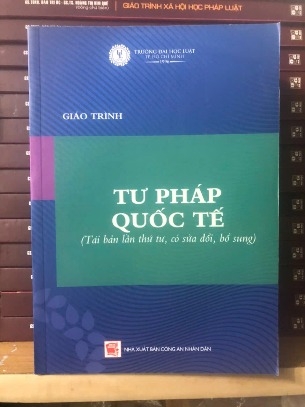 GIÁO TRÌNH XÃ HỘI HỌC PHÁP LUẬT
TRƯỜNG ĐẠI HỌC LUẬT
TP. HỒ CHÍ MINH
1996
GIÁO TRÌNH
TƯ PHÁP
QUỐC TẾ
(Tái bản lần thứ tư, có sửa đổi, bổ sung)
NHÀ XUẤT BẢN CÔNG AN NHÂN DÂN